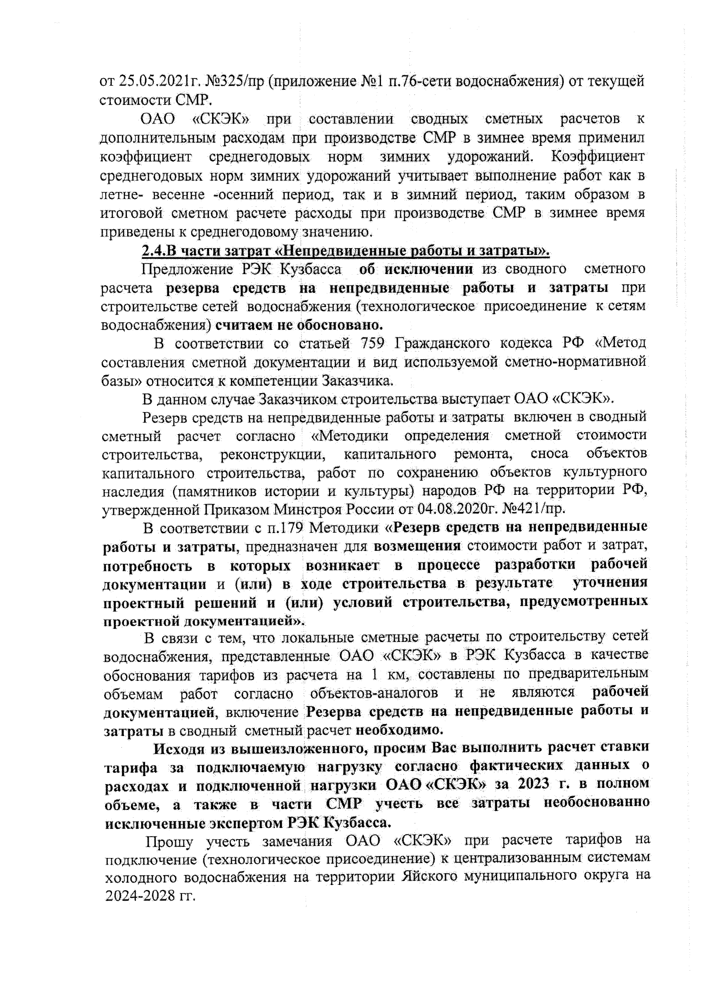 от 25.05.2021г. №325/пр (приложение №1 п.76-сети водоснабжения) от текущей
стоимости СМР.
ОАО «СКЭК» при составлении сводных сметных расчетов к
дополнительным расходам при производстве СМР в зимнее время применил
коэффициент среднегодовых норм зимних удорожаний. Коэффициент
среднегодовых норм зимних удорожаний учитывает выполнение работ как в
летне- весенне -осенний период, так и в зимний период, таким образом в
итоговой сметном расчете расходы при производстве СМР в зимнее время
приведены к среднегодовому значению.
2.4.В части затрат «Непредвиденные работы и затраты».
Предложение РЭК Кузбасса об исключении из сводного сметного
расчета резерва средств на непредвиденные работы и затраты при
строительстве сетей водоснабжения (технологическое присоединение к сетям
водоснабжения) считаем не обосновано.
В соответствии со статьей 759 Гражданского кодекса РФ «Метод
составления сметной документации и вид используемой сметно-нормативной
базы» относится к компетенции Заказчика.
В данном случае Заказчиком строительства выступает ОАО «СКЭК».
Резерв средств на непредвиденные работы и затраты включен в сводный
сметный расчет согласно «Методики определения сметной стоимости
строительства, реконструкции, капитального ремонта, сноса объектов
капитального строительства, работ по сохранению объектов культурного
наследия (памятников истории и культуры) народов РФ на территории РФ,
утвержденной Приказом Минстроя России от 04.08.2020г. №421/пр.
В соответствии с п.179 Методики «Резерв средств на непредвиденные
работы и затраты, предназначен для возмещения стоимости работ и затрат,
потребность в которых возникает в процессе разработки рабочей
документации и (или) в ходе строительства в результате уточнения
проектный решений и (или) условий строительства, предусмотренных
проектной документацией».
В связи с тем, что локальные сметные расчеты по строительству сетей
водоснабжения, представленные ОАО «СКЭК» в РЭК Кузбасса в качестве
обоснования тарифов из расчета на 1 км, составлены по предварительным
объемам работ согласно объектов-аналогов и не являются рабочей
документацией, включение Резерва средств на непредвиденные работы и
затраты в сводный сметный расчет необходимо.
Исходя из вышеизложенного, просим Вас выполнить расчет ставки
тарифа за подключаемую нагрузку согласно фактических данных о
расходах и подключенной нагрузки ОАО «СКЭК» за 2023 г. в полном
объеме, а также в части СМР учесть все затраты необоснованно
исключенные экспертом РЭК Кузбасса.
Прошу учесть замечания ОАО «СКЭК» при расчете тарифов на
подключение (технологическое присоединение) к централизованным системам
холодного водоснабжения на территории Яйского муниципального округа на
2024-2028 гг.